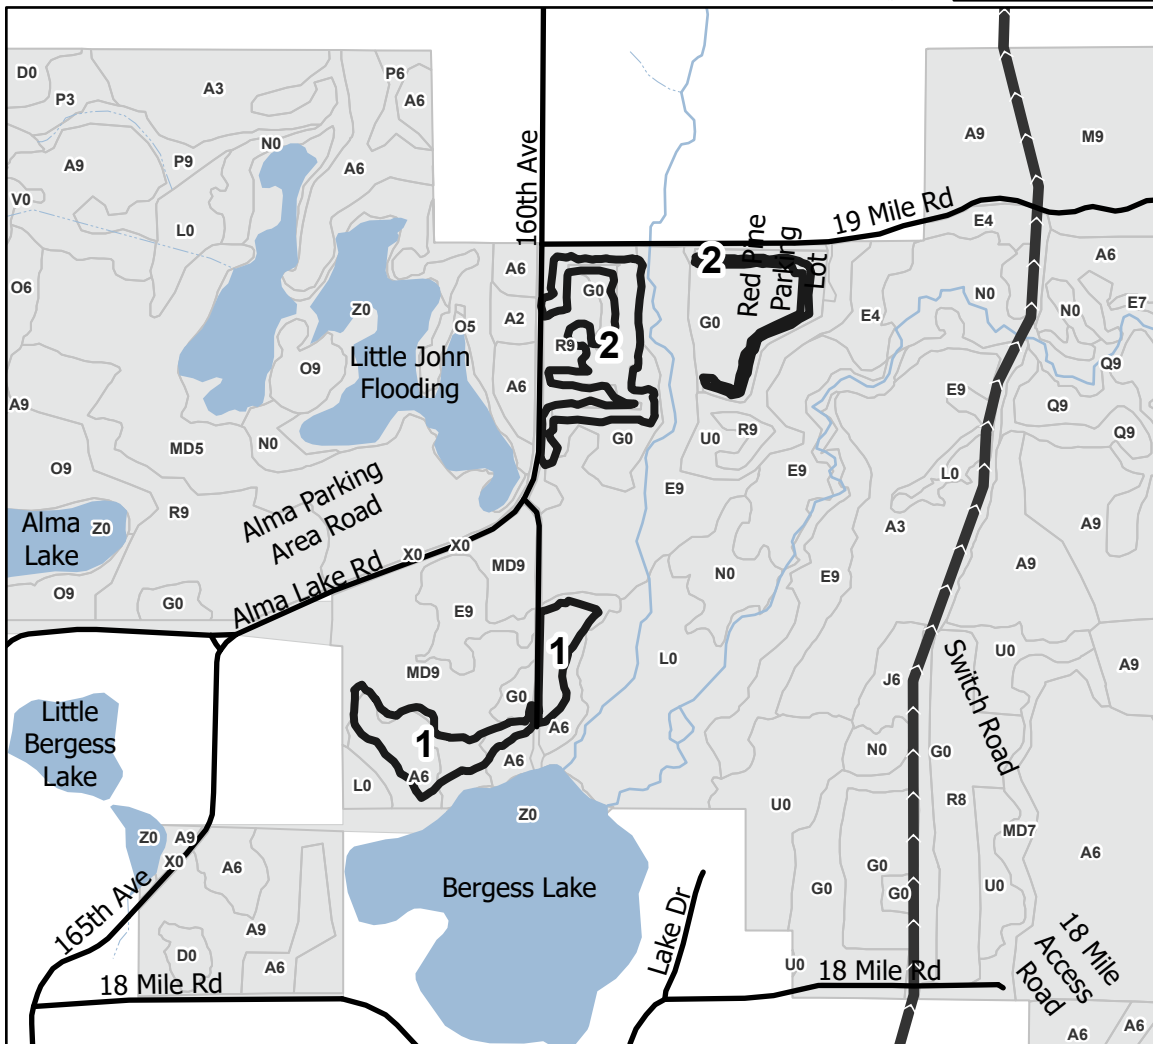 D0
P3
A3
P6
A6
N0
A9
P9
A6
V0
L0
160th Ave
A9
M9
19 Mile Rd
E4
O6
A6
2
Red Pine
Parking
Lot
A6
G0
Z0
O5
A2
G0
E4
N0
N0
E7
R9
2
O9
Little John
Flooding
A6
Q9
A9
E9
Q9
MD5
N0
G0
U0
R9
Q9
O9
Alma Parking
Area Road
E9
E9
L0
R9
Alma
Lake
Z0
A3
A9
X0
X0
MD9
N0
E9
A9
O9
G0
Alma Lake Rd
E9
1
L0
Switch Road
U0
A9
MD9
J6
G0
Little
Bergess
Lake
1
A6
A6
N0
G0
L0
A6
Z0
U0
R8
MD7
Z0
A9
X0
A6
A6
G0
G0
G0
U0
Bergess Lake
165th Ave
A9
D0
A6
Lake Dr
U0
18 Mile
Access
Road
18 Mile Rd
18 Mile Rd
A6
A6